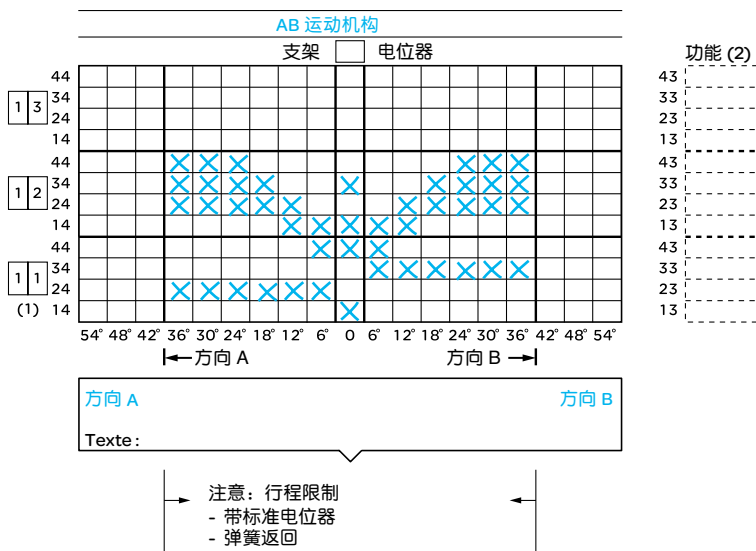 AB 运动机构
支架 电位器 功能 (2)
44 43
1 3 34 33
24 23
14 13
44 43
1 2 34 33
24 23
14 13
44 43
1 1 34 33
24 23
(1) 14 13
54° 48° 42° 36° 30° 24° 18° 12° 6° 0 6° 12° 18° 24° 30° 36° 42° 48° 54°
方向 A 方向 B
方向 A 方向 B
Texte :
注意：行程限制
- 带标准电位器
- 弹簧返回